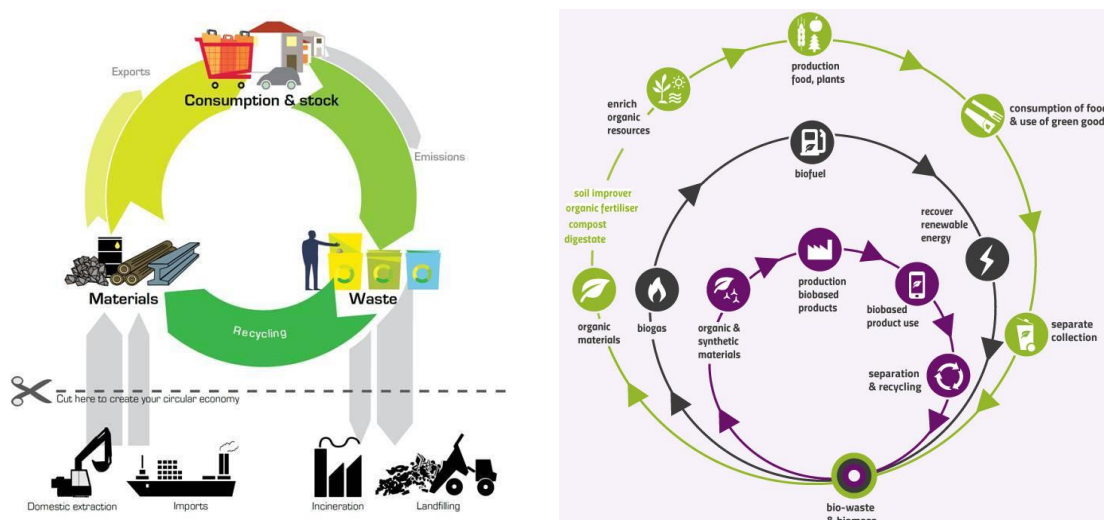 Exports
Consumption & stock
Emissions
Materials
Waste
Recycling
Cut here to create your circular economy
Domestic extraction
Imports
Incineration
Landfilling
production
food, plants
enrich
organic
resources
consumption of food
& use of green good
biofuel
soil improver
organic fertiliser
compost
digestate
recover
renewable
energy
production
biobased
products
biobased
product use
organic
materials
biogas
organic &
synthetic
materials
separate
collection
separation
& recycling
bio-waste
& biomass